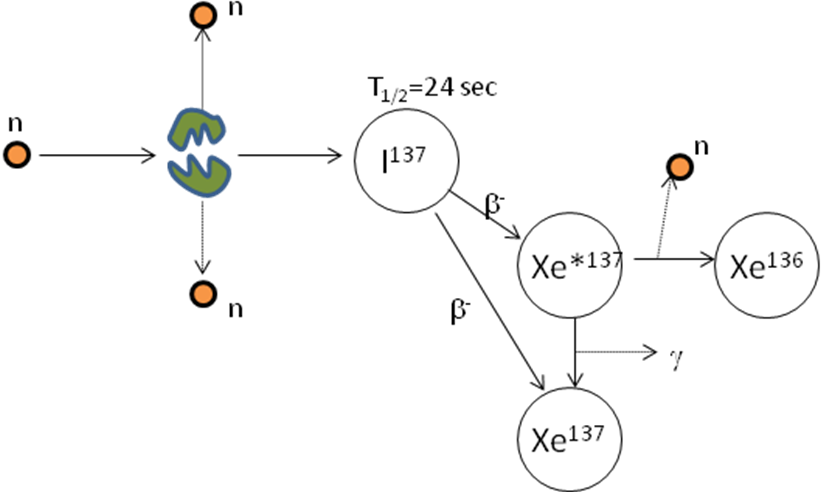 n
T1/2=24 sec
n
I137
n
β-
Xe*137
Xe136
n
β-
γ
Xe137